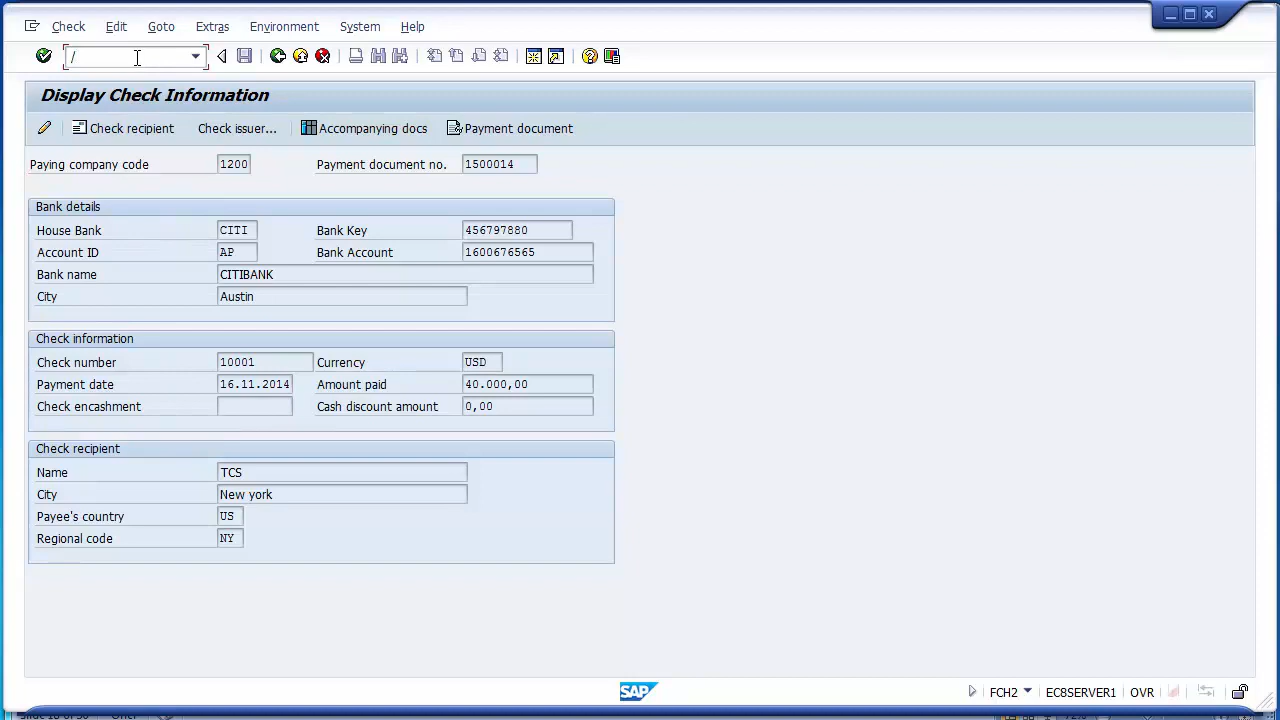 Check Edit Goto Extras Environment System Help
/
Display Check Information
Check recipient Check issuer... Accompanying docs Payment document
Paying company code 1200 Payment document no. 1500014
Bank details
House Bank CITI Bank Key 456797880
Account ID AP Bank Account 1600676565
Bank name CITIBANK
City Austin
Check information
Check number 10001 Currency USD
Payment date 16.11.2014 Amount paid 40.000,00
Check encashment Cash discount amount 0,00
Check recipient
Name TCS
City New york
Payee's country US
Regional code NY
SAP FCH2 EC8SERVER1 OVR